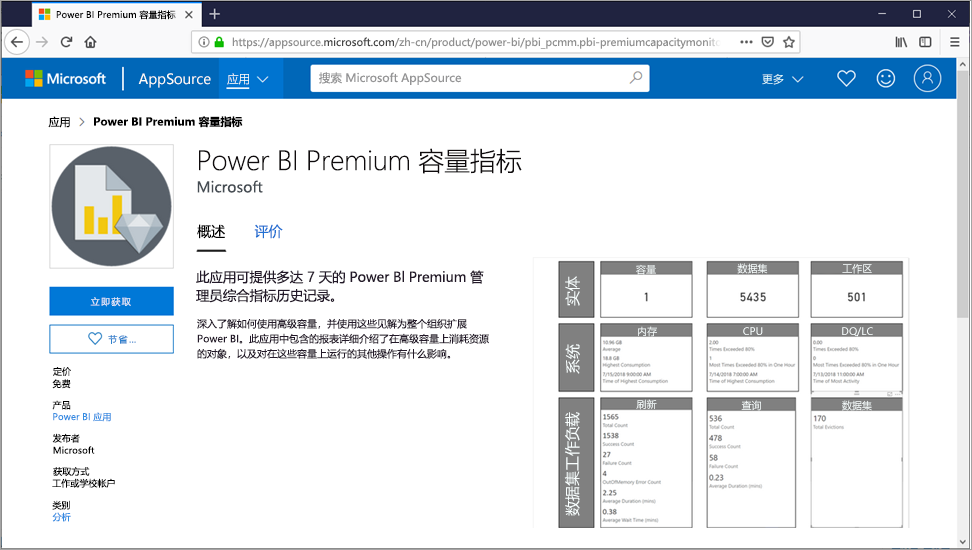 Power BI Premium 容量指标
https://appsource.microsoft.com/zh-cn/product/power-bi/pbi_pcmm.pbi-premiumcapacitymonit
Microsoft
AppSource
应用
搜索 Microsoft AppSource
更多
应用 > Power BI Premium 容量指标
Power BI Premium 容量指标
Microsoft
概述 评价
此应用可提供多达 7 天的 Power BI Premium 管
理员综合指标历史记录。
深入了解如何使用高级容量，并使用这些见解为整个组织扩展
Power BI。此应用中包含的报表详细介绍了在高级容量上消耗资源
的对象，以及对在这些容量上运行的其他操作有什么影响。
立即获取
节省...
定价
免费
产品
Power BI 应用
发布者
Microsoft
获取方式
工作或学校帐户
类别
分析
实体
容量
1
数据集
5435
工作区
501
系统
内存
10.96 GB
Average
18.8 GB
Highest Consumption
7/15/2018 9:00:00 AM
Time of Highest Consumption
CPU
2.00
Times Exceeded 80%
1
Most Times Exceeded 80% in One Hour
7/14/2018 7:00:00 AM
Time of Highest Consumption
DQ/LC
0.00
Times Exceeded 80%
0
Most Times Exceeded 80% in One Hour
7/13/2018 11:00:00 AM
Time of Most Activity
数据集工作负载
刷新
1565
Total Count
1538
Success Count
27
Failure Count
4
OutOfMemory Error Count
2.25
Average Duration (mins)
0.38
Average Wait Time (mins)
查询
536
Total Count
478
Success Count
58
Failure Count
0.23
Average Duration (mins)
数据集
170
Total Evictions